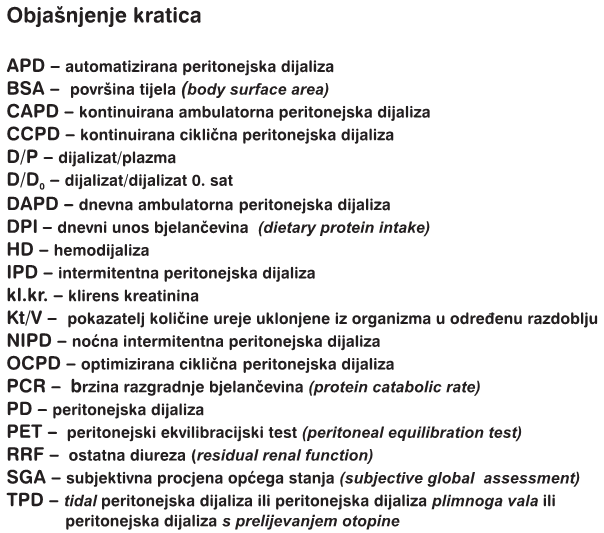 Objašnjenje kratica
APD – automatizirana peritonejska dijaliza
BSA – površina tijela (body surface area)
CAPD – kontinuirana ambulatorna peritonejska dijaliza
CCPD – kontinuirana ciklična peritonejska dijaliza
D/P – dijalizat/plazma
D/D₀ – dijalizat/dijalizat 0. sat
DAPD – dnevna ambulatorna peritonejska dijaliza
DPI – dnevni unos bjelančevina (dietary protein intake)
HD – hemodijaliza
IPD – intermitentna peritonejska dijaliza
kl.kr. – klirens kreatinina
Kt/V – pokazatelj količine ureje uklonjene iz organizma u određenu razdoblju
NIPD – noćna intermitentna peritonejska dijaliza
OCPD – optimizirana ciklična peritonejska dijaliza
PCR – brzina razgradnje bjelančevina (protein catabolic rate)
PD – peritonejska dijaliza
PET – peritonejski ekvilibracijski test (peritoneal equilibration test)
RRF – ostatna diureza (residual renal function)
SGA – subjektivna procjena općega stanja (subjective global assessment)
TPD – tidal peritonejska dijaliza ili peritonejska dijaliza plimnoga vala ili
peritonejska dijaliza s prelijevanjem otopine